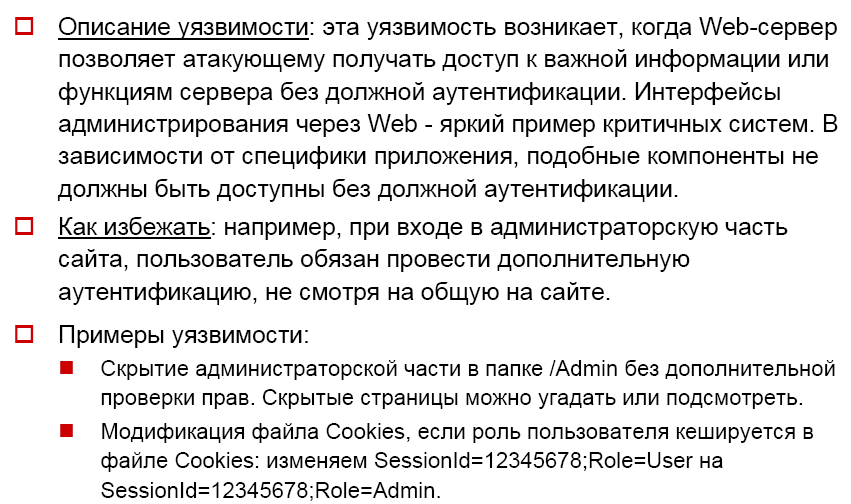 Описание уязвимости: эта уязвимость возникает, когда Web-сервер
позволяет атакующему получать доступ к важной информации или
функциям сервера без должной аутентификации. Интерфейсы
администрирования через Web - яркий пример критичных систем. В
зависимости от специфики приложения, подобные компоненты не
должны быть доступны без должной аутентификации.
Как избежать: например, при входе в администраторскую часть
сайта, пользователь обязан провести дополнительную
аутентификацию, не смотря на общую на сайте.
Примеры уязвимости:
Скрытие администраторской части в папке /Admin без дополнительной
проверки прав. Скрытые страницы можно угадать или подсмотреть.
Модификация файла Cookies, если роль пользователя кешируется в
файле Cookies: изменяем SessionId=12345678;Role=User на
SessionId=12345678;Role=Admin.